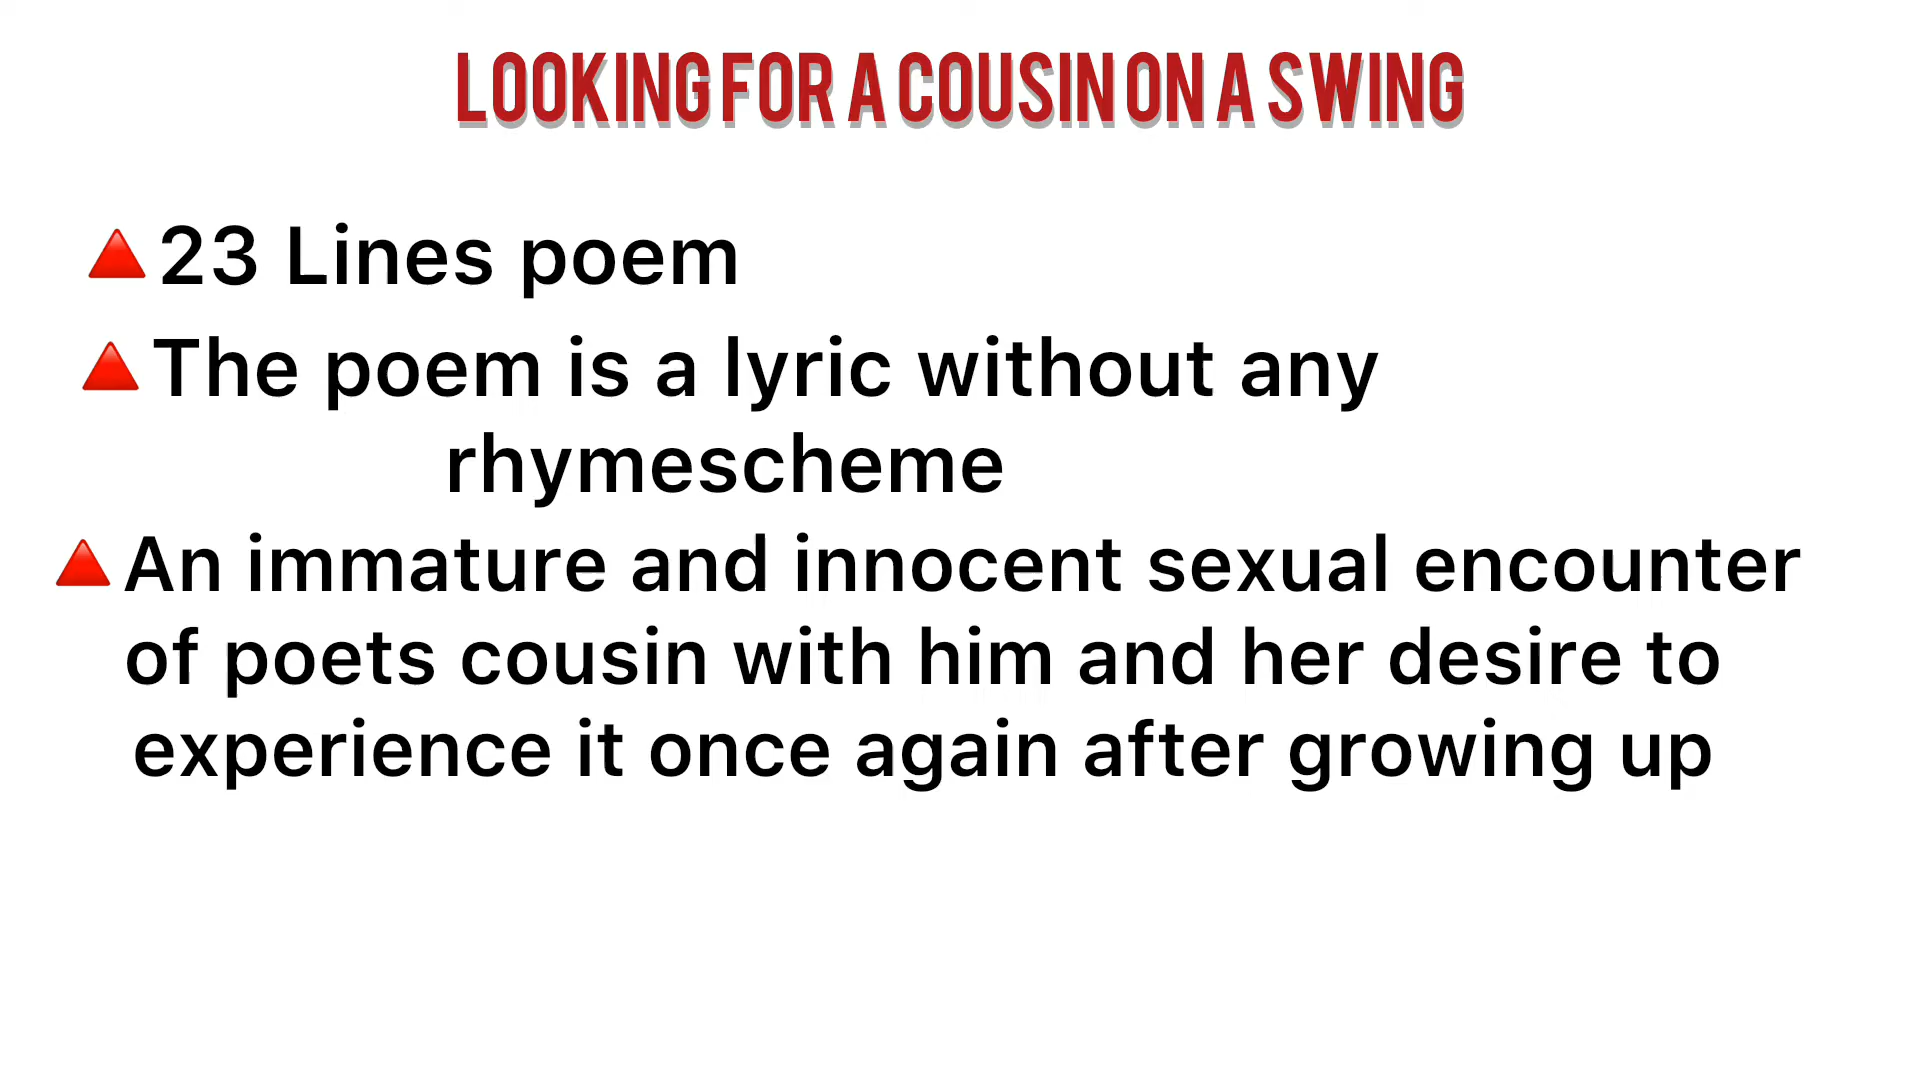 LOOKING FOR A COUSIN ON A SWING
🔺23 Lines poem
🔺The poem is a lyric without any
rhymescheme
🔺An immature and innocent sexual encounter
of poets cousin with him and her desire to
experience it once again after growing up